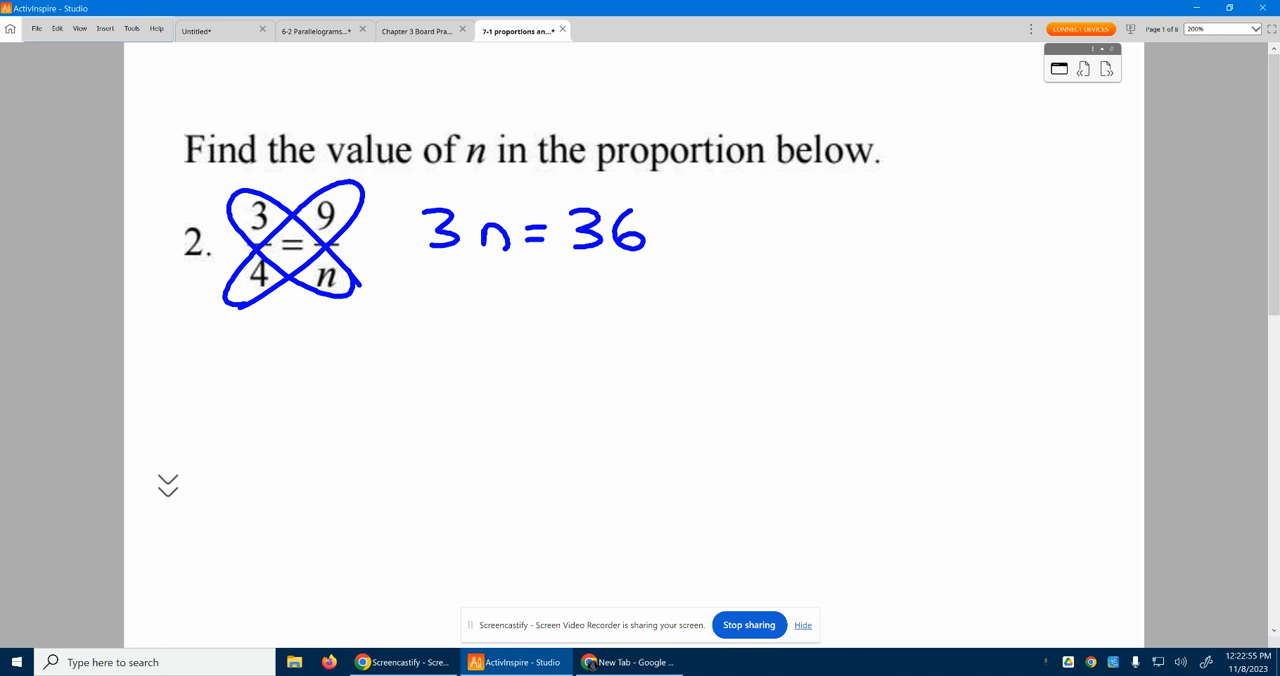 ActivInspire - Studio
File Edit View Insert Tools Help
Untitled*
6-2 Parallelograms...*
Chapter 3 Board Pra...
7-1 proportions an...*
CONNECT DEVICES
Page 1 of 8
200%
Find the value of n in the proportion below.
2. 3/4 = 9/n
3n = 36
Screencastify - Screen Video Recorder is sharing your screen.
Stop sharing
Hide
Type here to search
Screencastify - Scre...
ActivInspire - Studio
New Tab - Google ...
12:22:55 PM
11/8/2023